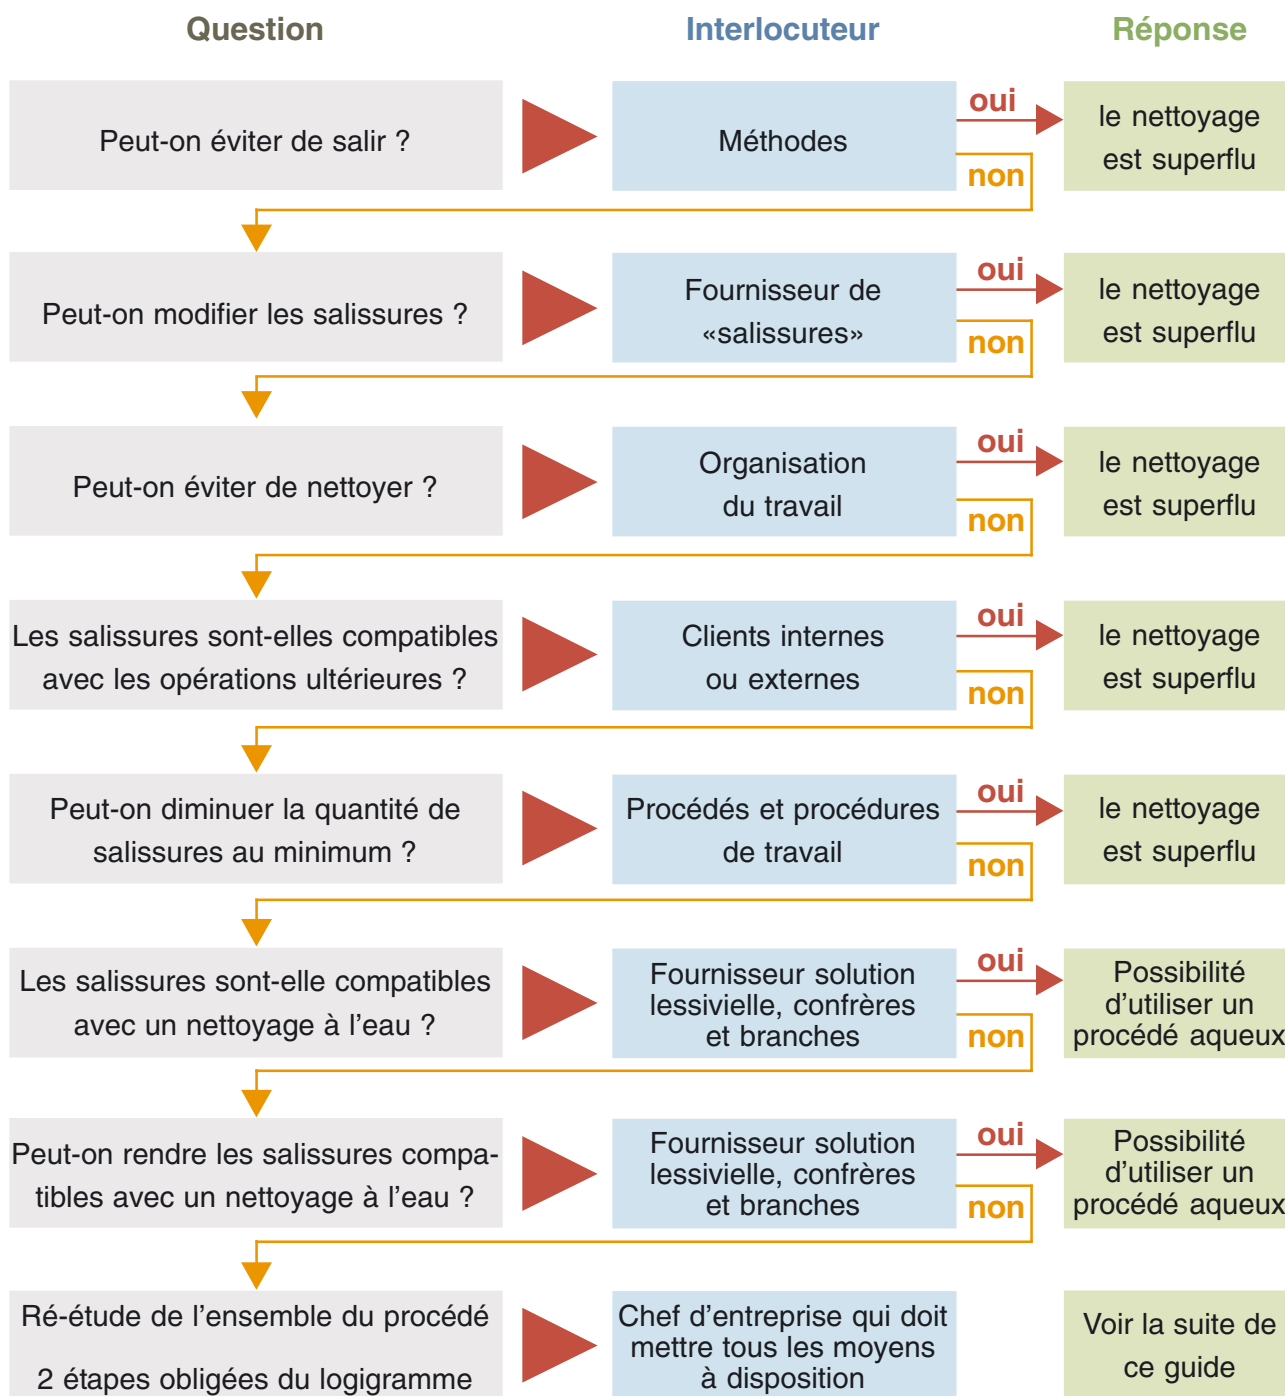 Question
Interlocuteur
Réponse
Peut-on éviter de salir ?
Méthodes
oui
non
le nettoyage
est superflu
Peut-on modifier les salissures ?
Fournisseur de
«salissures»
oui
non
le nettoyage
est superflu
Peut-on éviter de nettoyer ?
Organisation
du travail
oui
non
le nettoyage
est superflu
Les salissures sont-elles compatibles
avec les opérations ultérieures ?
Clients internes
ou externes
oui
non
le nettoyage
est superflu
Peut-on diminuer la quantité de
salissures au minimum ?
Procédés et procédures
de travail
oui
non
le nettoyage
est superflu
Les salissures sont-elle compatibles
avec un nettoyage à l’eau ?
Fournisseur solution
lessivielle, confrères
et branches
oui
non
Possibilité
d’utiliser un
procédé aqueux
Peut-on rendre les salissures compa-
tibles avec un nettoyage à l’eau ?
Fournisseur solution
lessivielle, confrères
et branches
oui
non
Possibilité
d’utiliser un
procédé aqueux
Ré-étude de l’ensemble du procédé
2 étapes obligées du logigramme
Chef d’entreprise qui doit
mettre tous les moyens
à disposition
Voir la suite de
ce guide